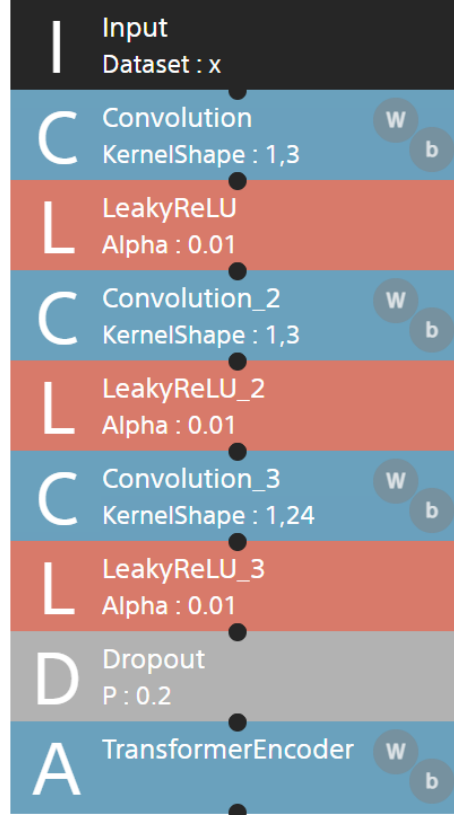 I
Input
Dataset : x
C
Convolution
KernelShape : 1,3
W
b
L
LeakyReLU
Alpha : 0.01
C
Convolution_2
KernelShape : 1,3
W
b
L
LeakyReLU_2
Alpha : 0.01
C
Convolution_3
KernelShape : 1,24
W
b
L
LeakyReLU_3
Alpha : 0.01
D
Dropout
P : 0.2
A
TransformerEncoder
W
b